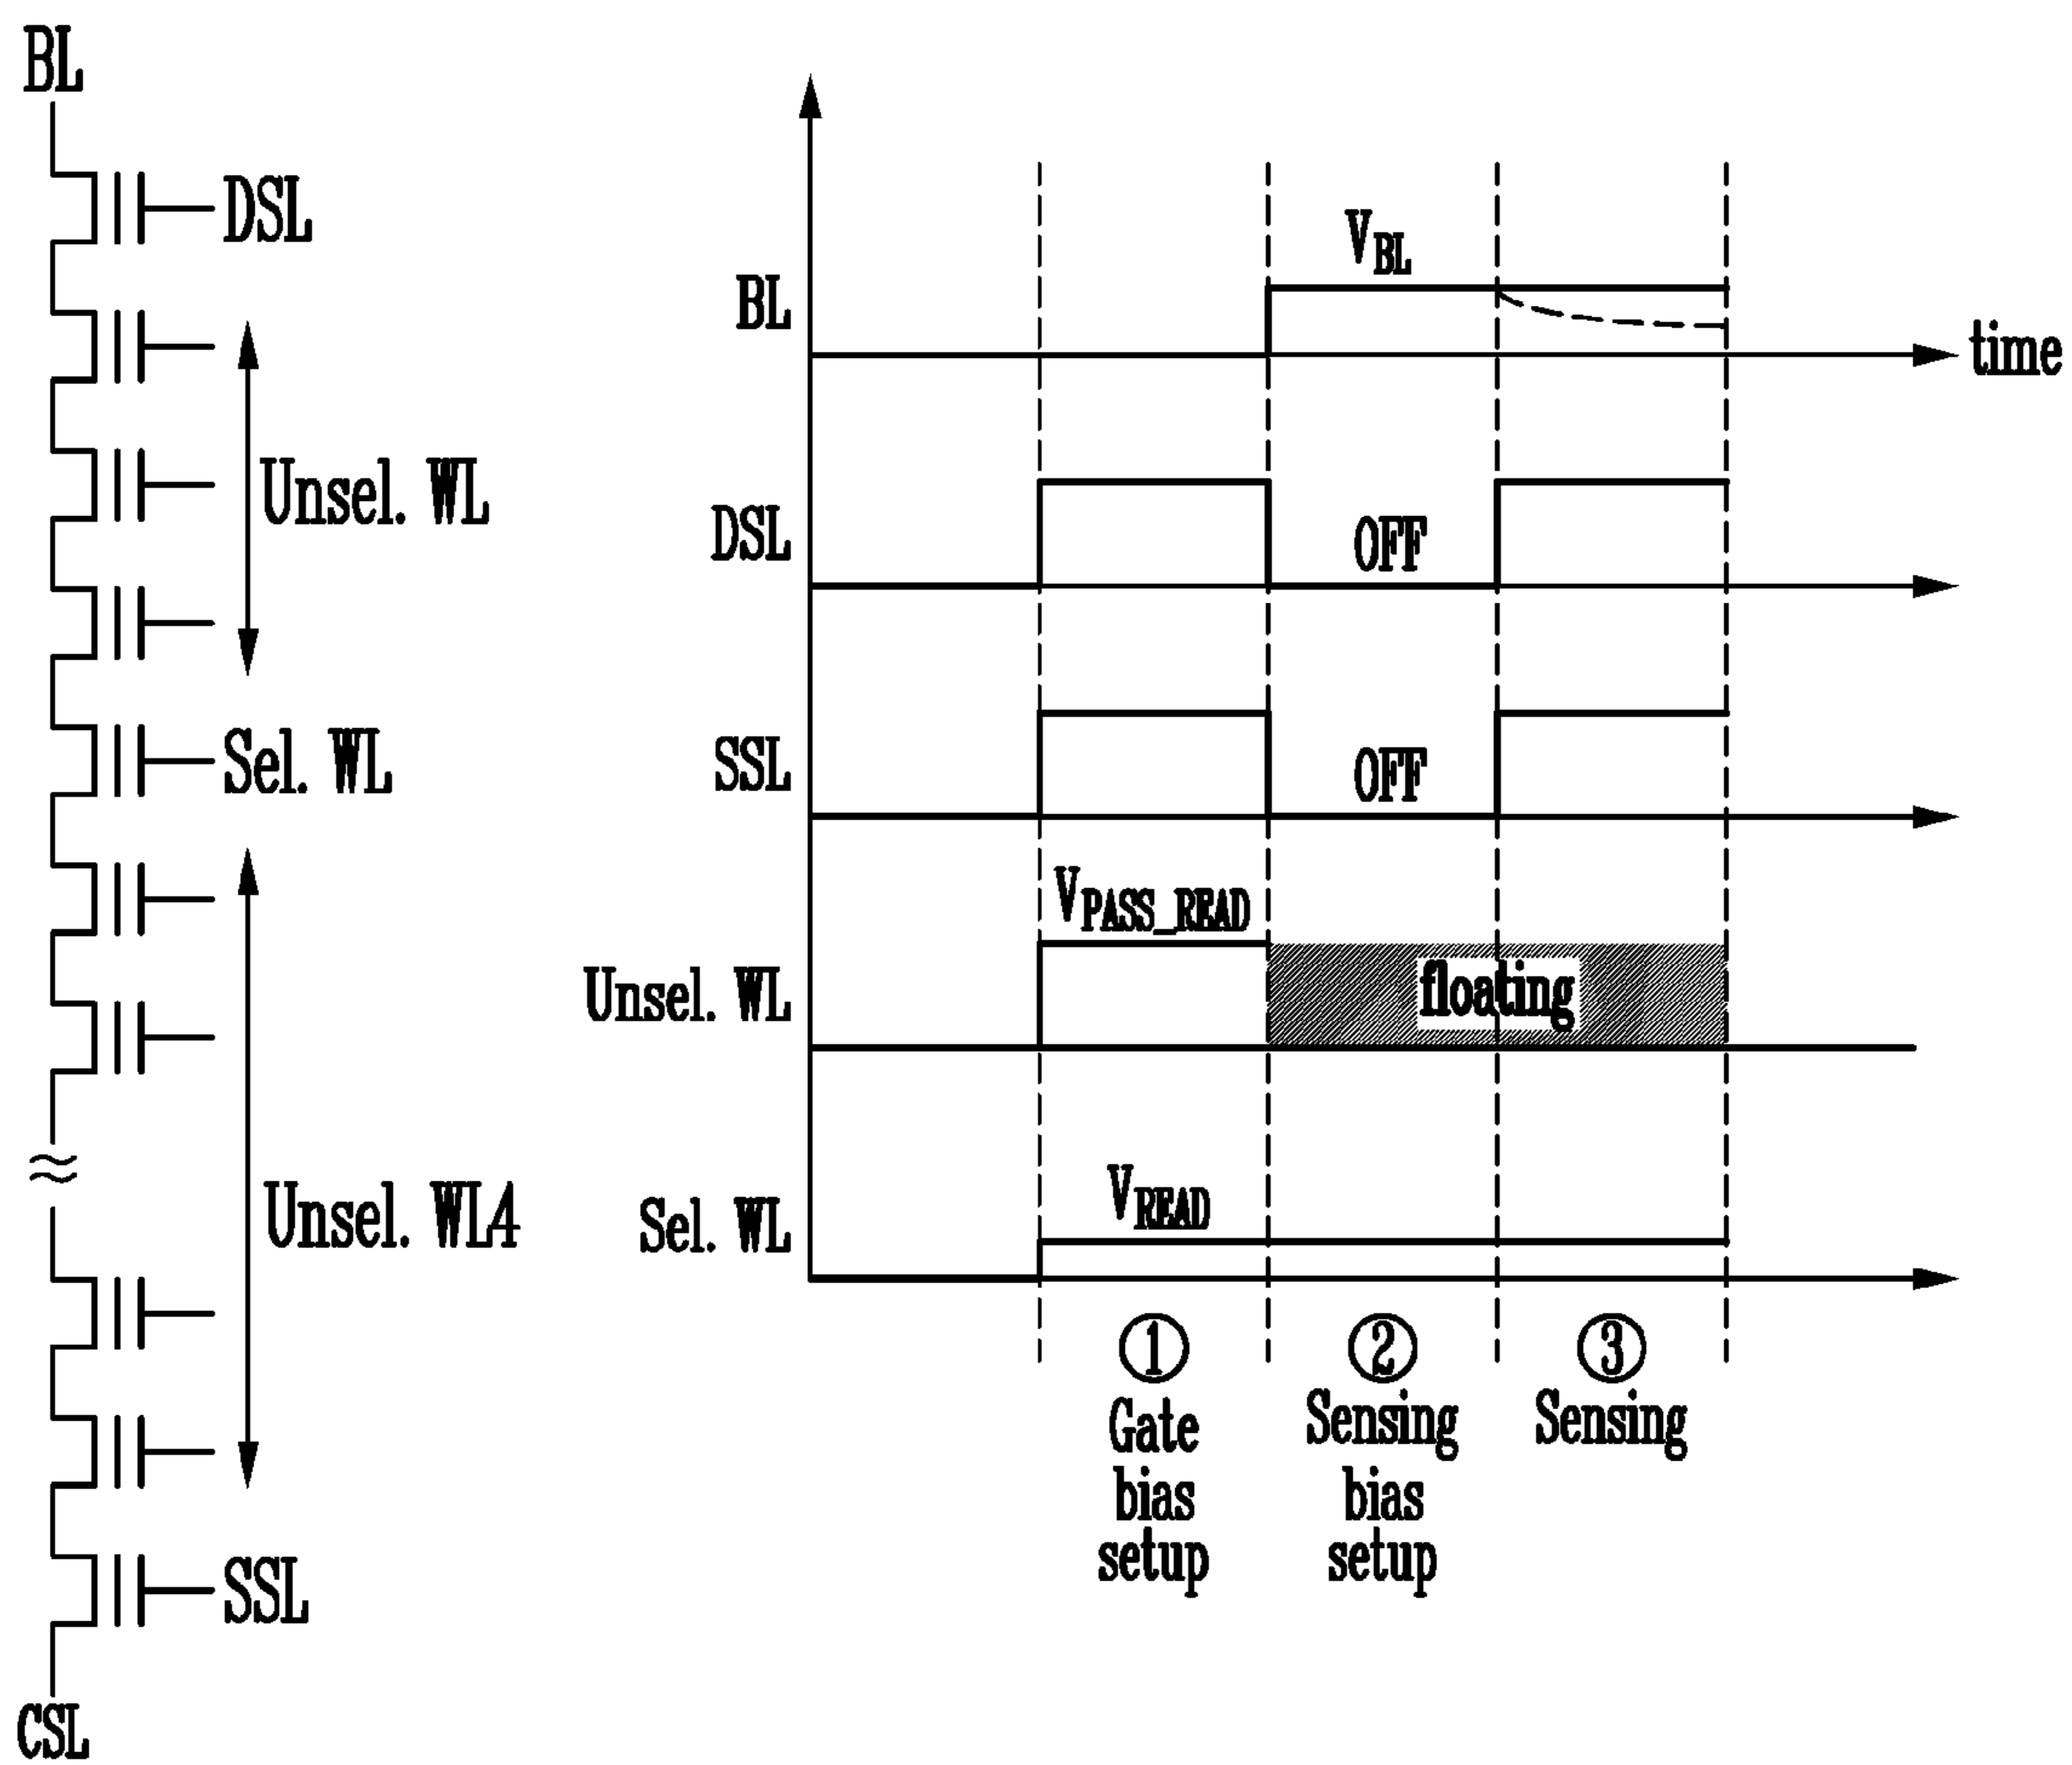 BL
DSL
Unsel. WL
Sel. WL
Unsel. WL4
SSL
CSL
BL
VBL
time
DSL
OFF
SSL
OFF
VPASS_READ
Unsel. WL
floating
VREAD
Sel. WL
① ② ③
Gate
bias
setup
Sensing
bias
setup
Sensing